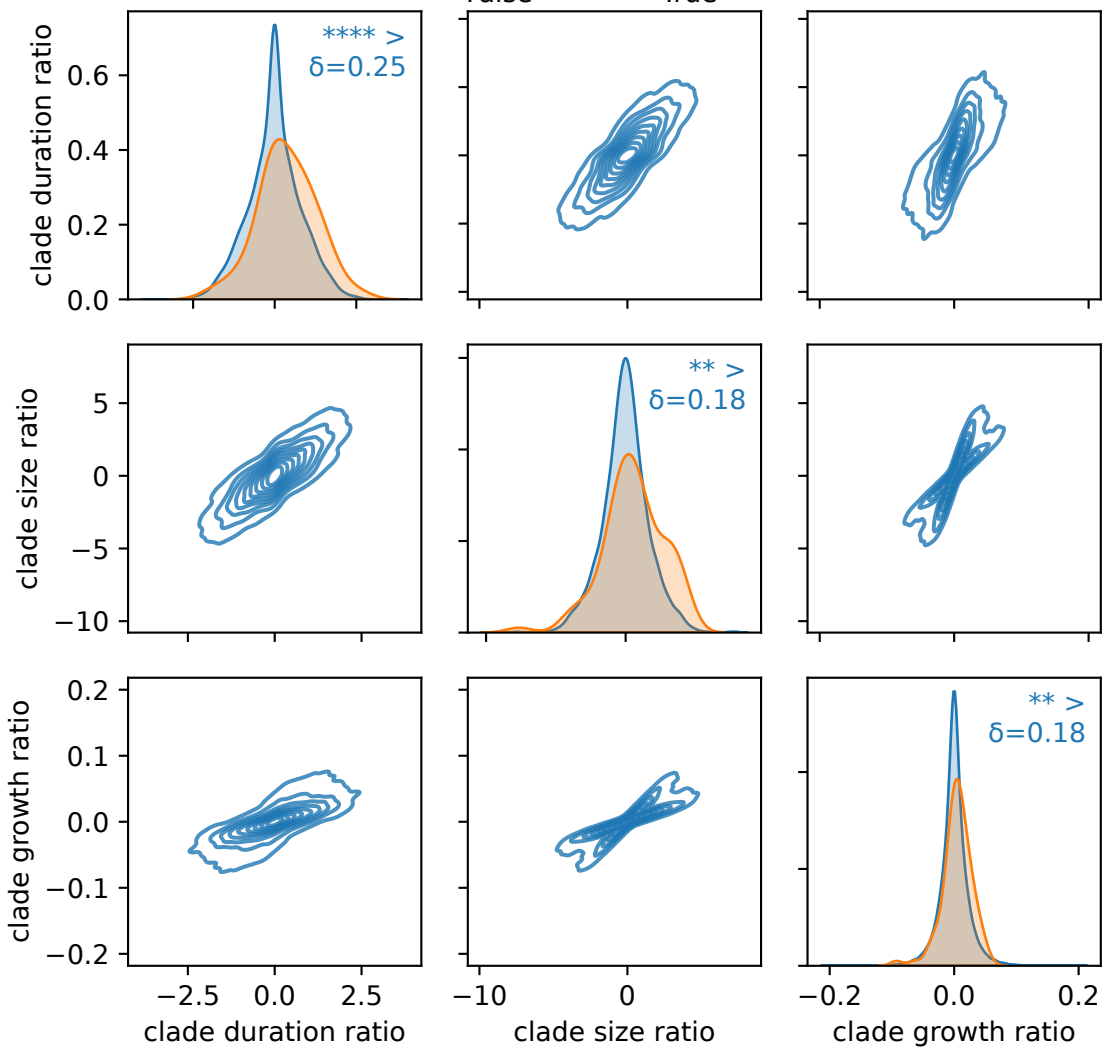 True
**** >
δ=0.25
clade duration ratio
0.6
0.4
0.2
0.0
** >
δ=0.18
clade size ratio
5
0
−5
−10
** >
δ=0.18
clade growth ratio
0.2
0.1
0.0
−0.1
−0.2
−2.5 0.0 2.5 −10 0 −0.2 0.0 0.2
clade duration ratio clade size ratio clade growth ratio